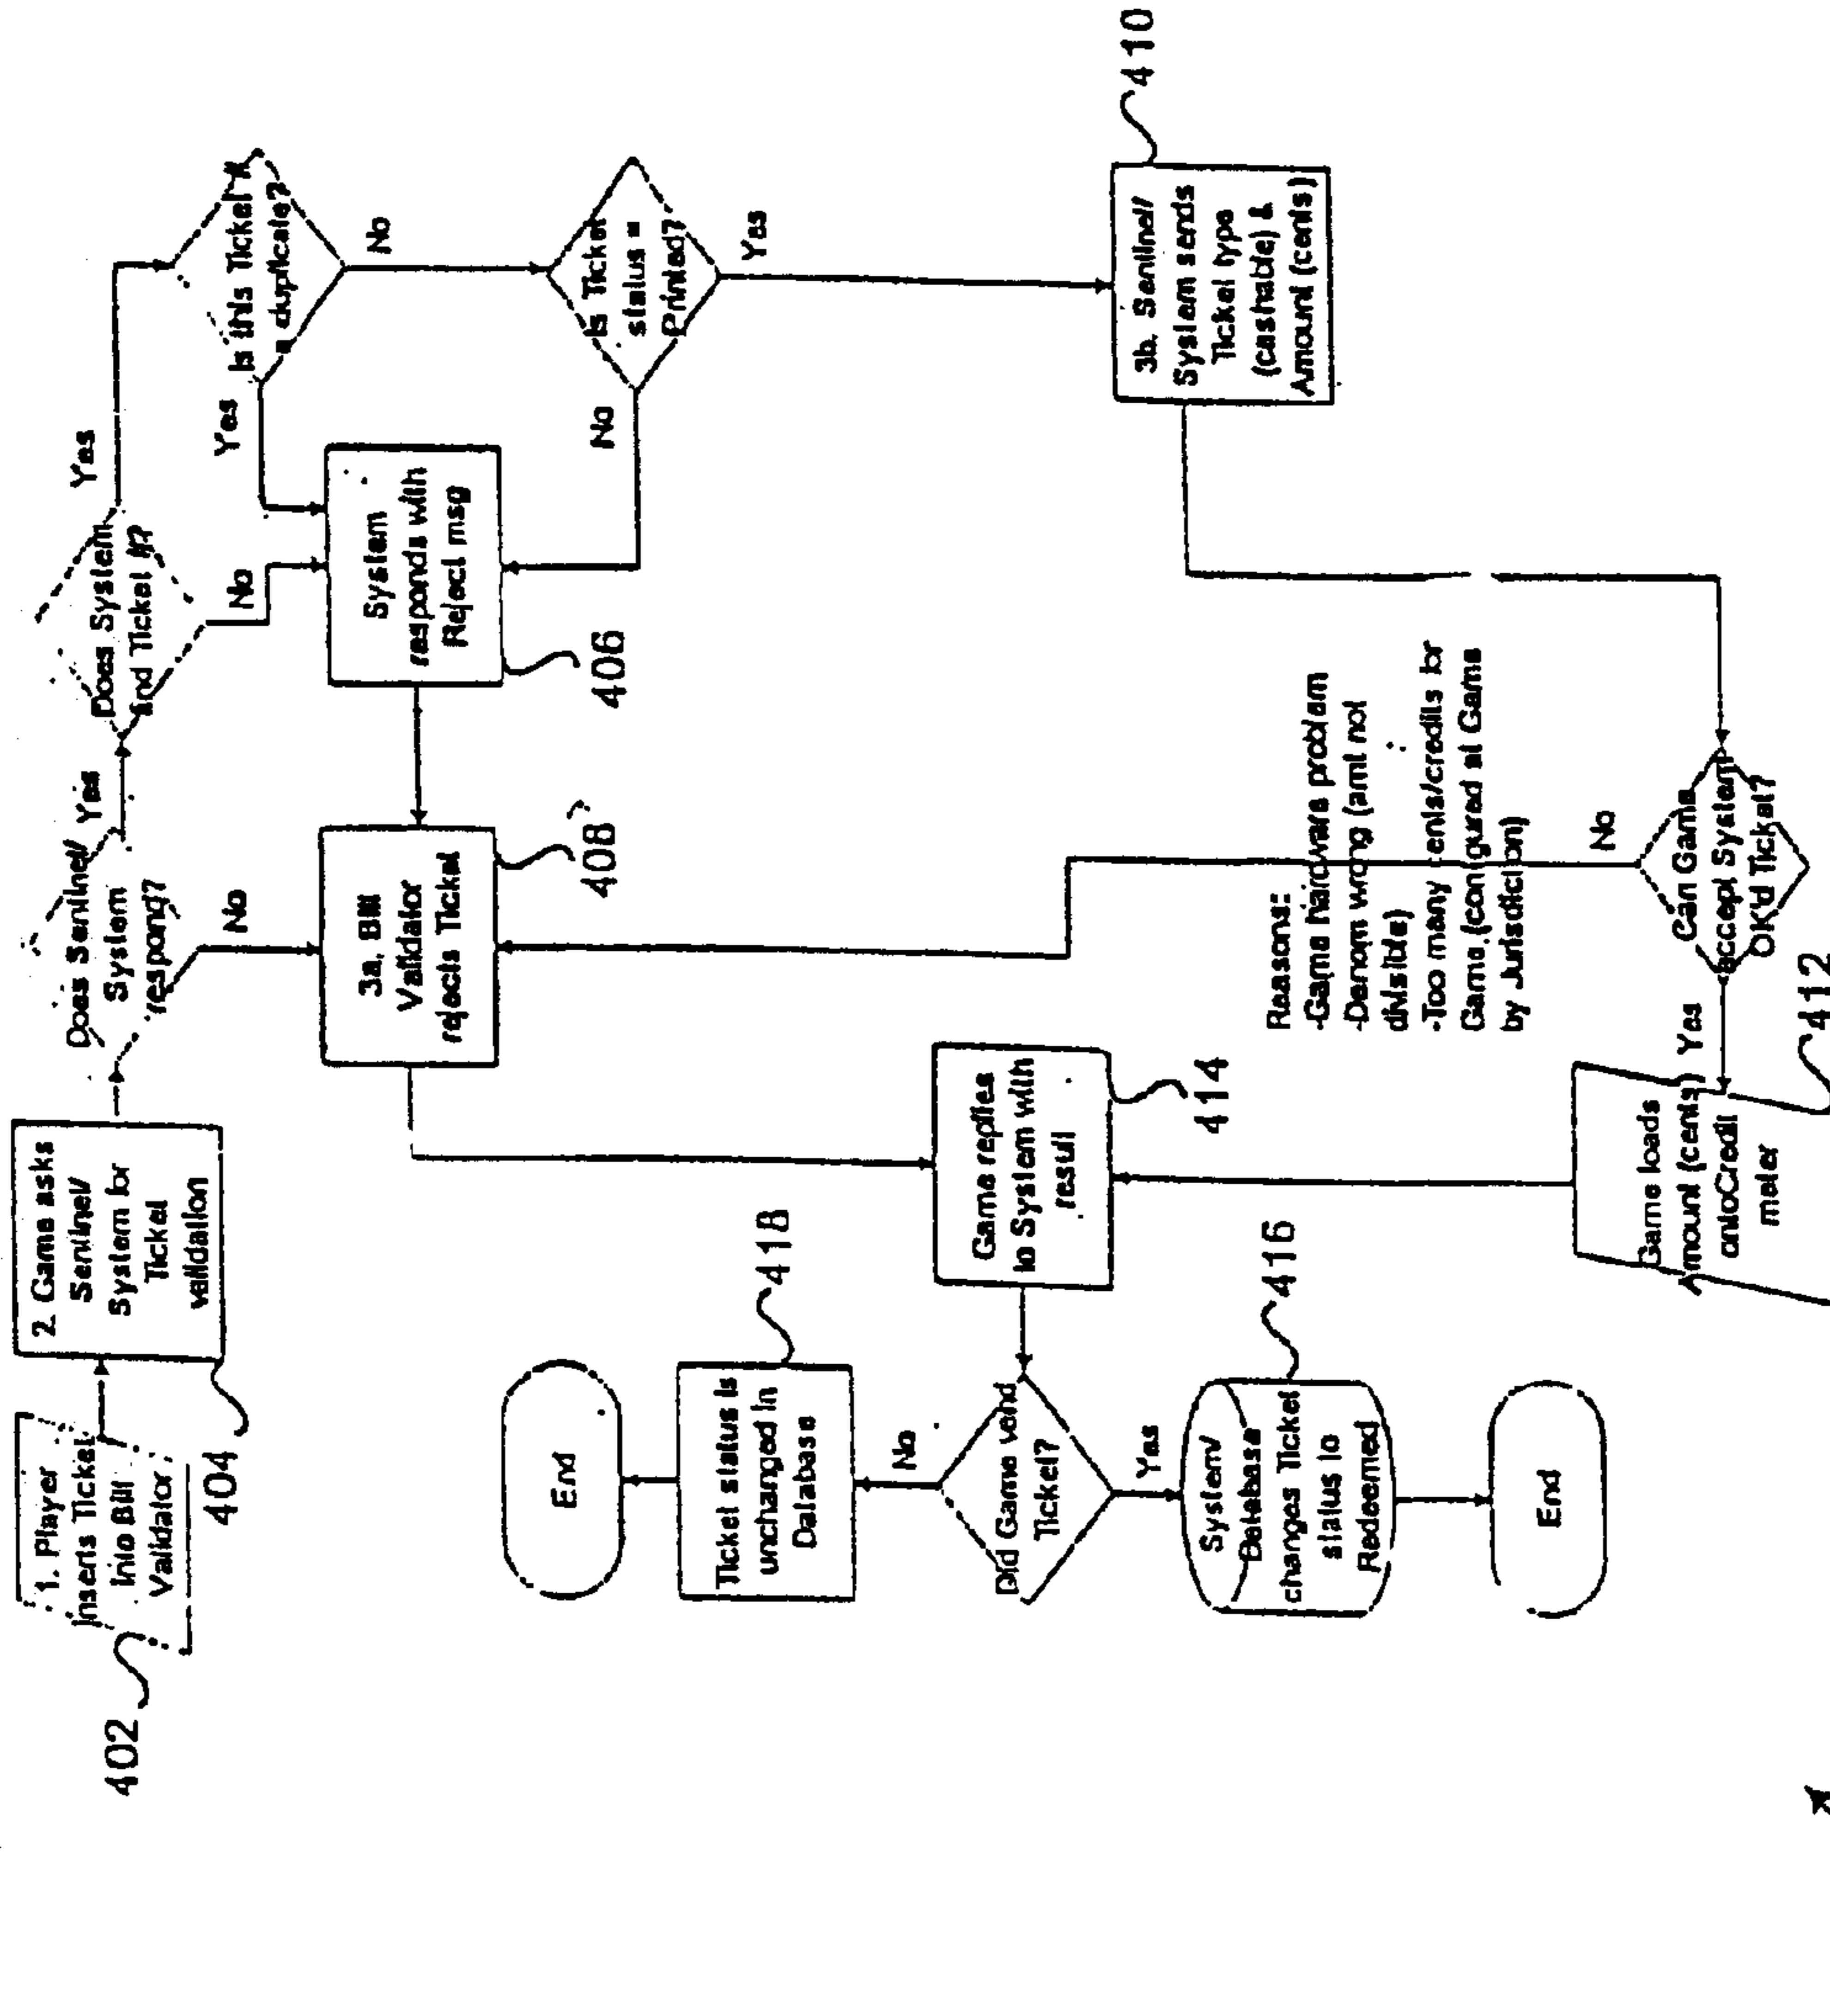 402
1. Player
Inserts Ticket
into Bill
Validator
404
2. Game asks
Sentinel/
System for
Ticket
validation
Does Sentinel/
System
respond?
Yes
No
Does System
find Ticket #?
Yes
No
Is this Ticket #
a duplicate?
Yes
No
Is Ticket
status =
Printed?
No
Yes
System
responds with
Reject msg
406
3a. Bill
Validator
rejects Ticket
408
3b. Sentinel/
System sends
Ticket type
(cashable) &
Amount (cents)
410
Reasons:
-Game hardware problem
-Denom wrong (amt not
divisible)
-Too many cents/credits for
Game (configured at Game
by Jurisdiction)
Can Game
accept System
OK'd Ticket?
No
Yes
Game loads
Amount (cents)
onto Credit
meter
412
Game replies
to System with
result
414
Did Game
Ticket?
No
Yes
Ticket status is
unchanged in
Database
418
End
System/
Database
changes Ticket
status to
Redeemed
416
End